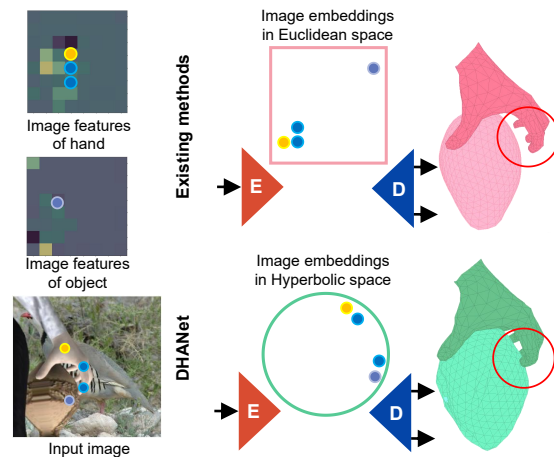 Image features
of hand
Image features
of object
Input image
Existing methods
Image embeddings
in Euclidean space
E
D
DHANet
Image embeddings
in Hyperbolic space
E
D